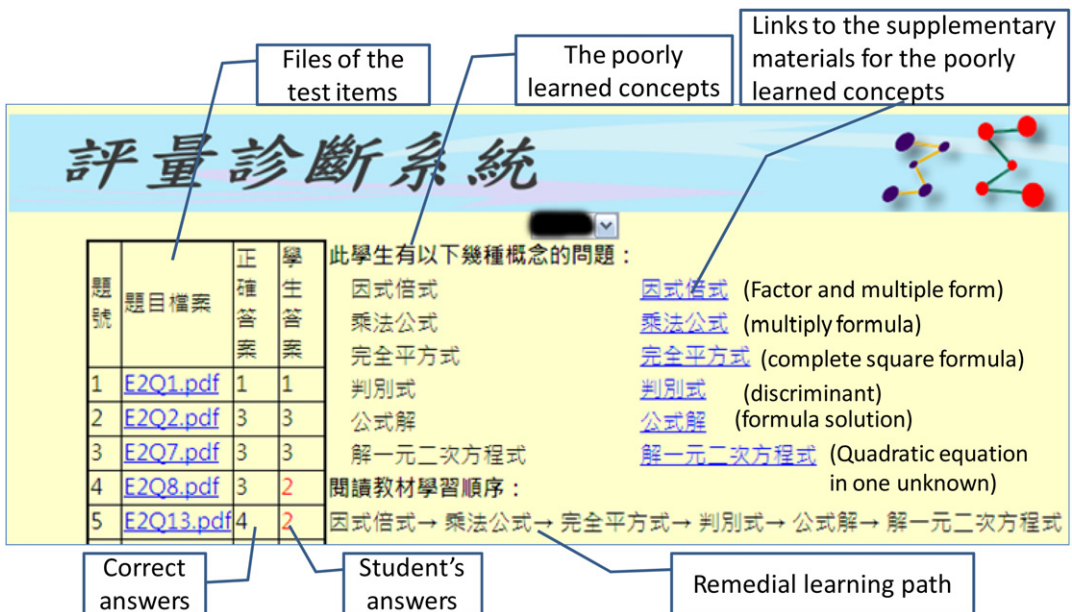 Files of the
test items
The poorly
learned concepts
Links to the supplementary
materials for the poorly
learned concepts
評量診斷系統
題號
題目檔案
正確答案
學生答案
1 E2Q1.pdf 1 1
2 E2Q2.pdf 3 3
3 E2Q7.pdf 3 3
4 E2Q8.pdf 3 2
5 E2Q13.pdf 4 2
此學生有以下幾種概念的問題：
因式倍式 因式倍式 (Factor and multiple form)
乘法公式 乘法公式 (multiply formula)
完全平方式 完全平方式 (complete square formula)
判別式 判別式 (discriminant)
公式解 公式解 (formula solution)
解一元二次方程式 解一元二次方程式 (Quadratic equation
in one unknown)
閱讀教材學習順序：
因式倍式→ 乘法公式→ 完全平方式→ 判別式→ 公式解→ 解一元二次方程式
Correct
answers
Student's
answers
Remedial learning path